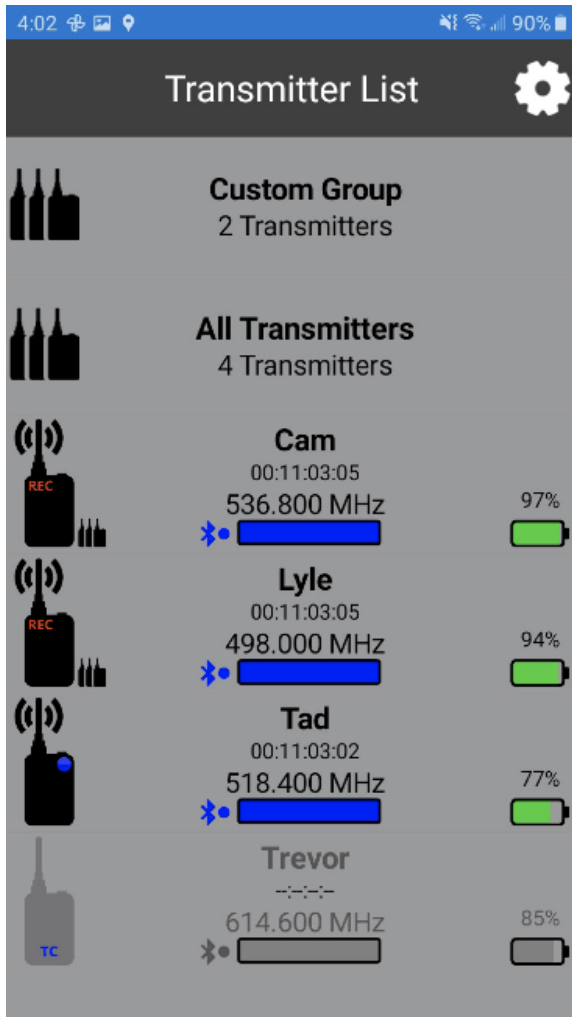 4:02 90%
Transmitter List
Custom Group
2 Transmitters
All Transmitters
4 Transmitters
Cam
00:11:03:05
REC
536.800 MHz 97%
Lyle
00:11:03:05
REC
498.000 MHz 94%
Tad
00:11:03:02
518.400 MHz 77%
Trevor
--:--:--:--
614.600 MHz 85%
TC